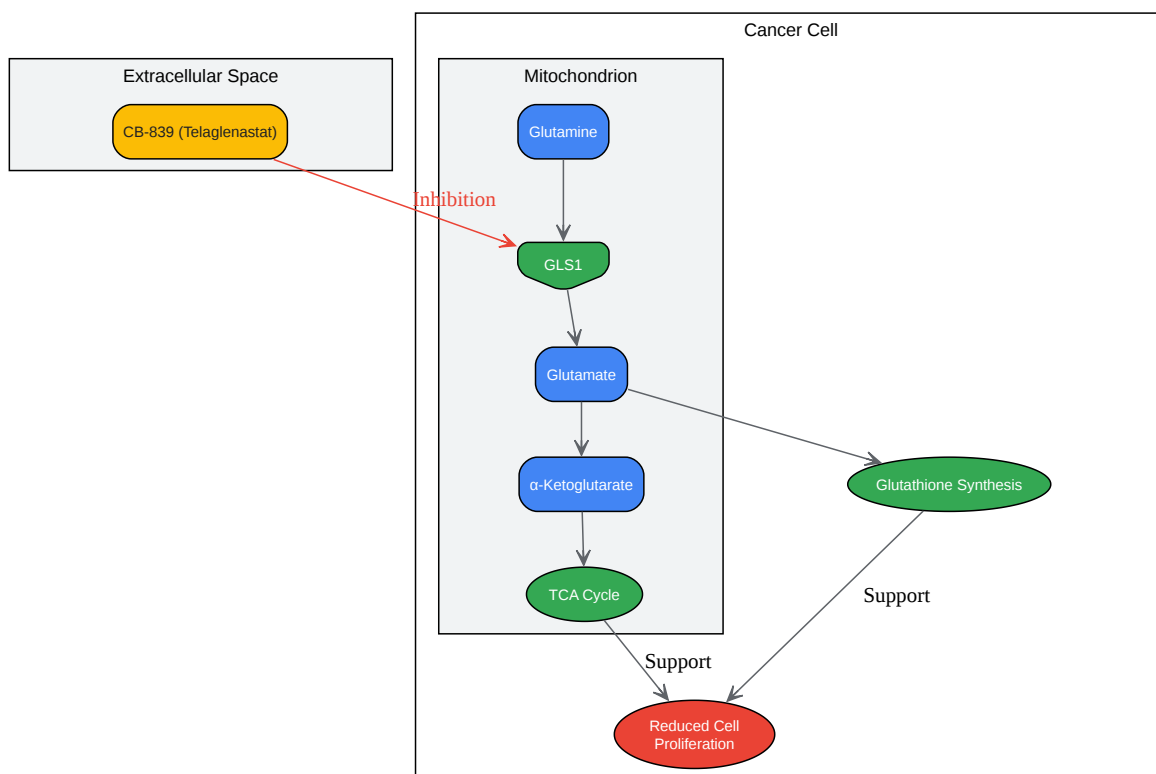 Cancer Cell
Extracellular Space
Mitochondrion
CB-839 (Telaglenastat)
Glutamine
Inhibition
GLS1
Glutamate
α-Ketoglutarate
Glutathione Synthesis
TCA Cycle
Support
Support
Reduced Cell
Proliferation